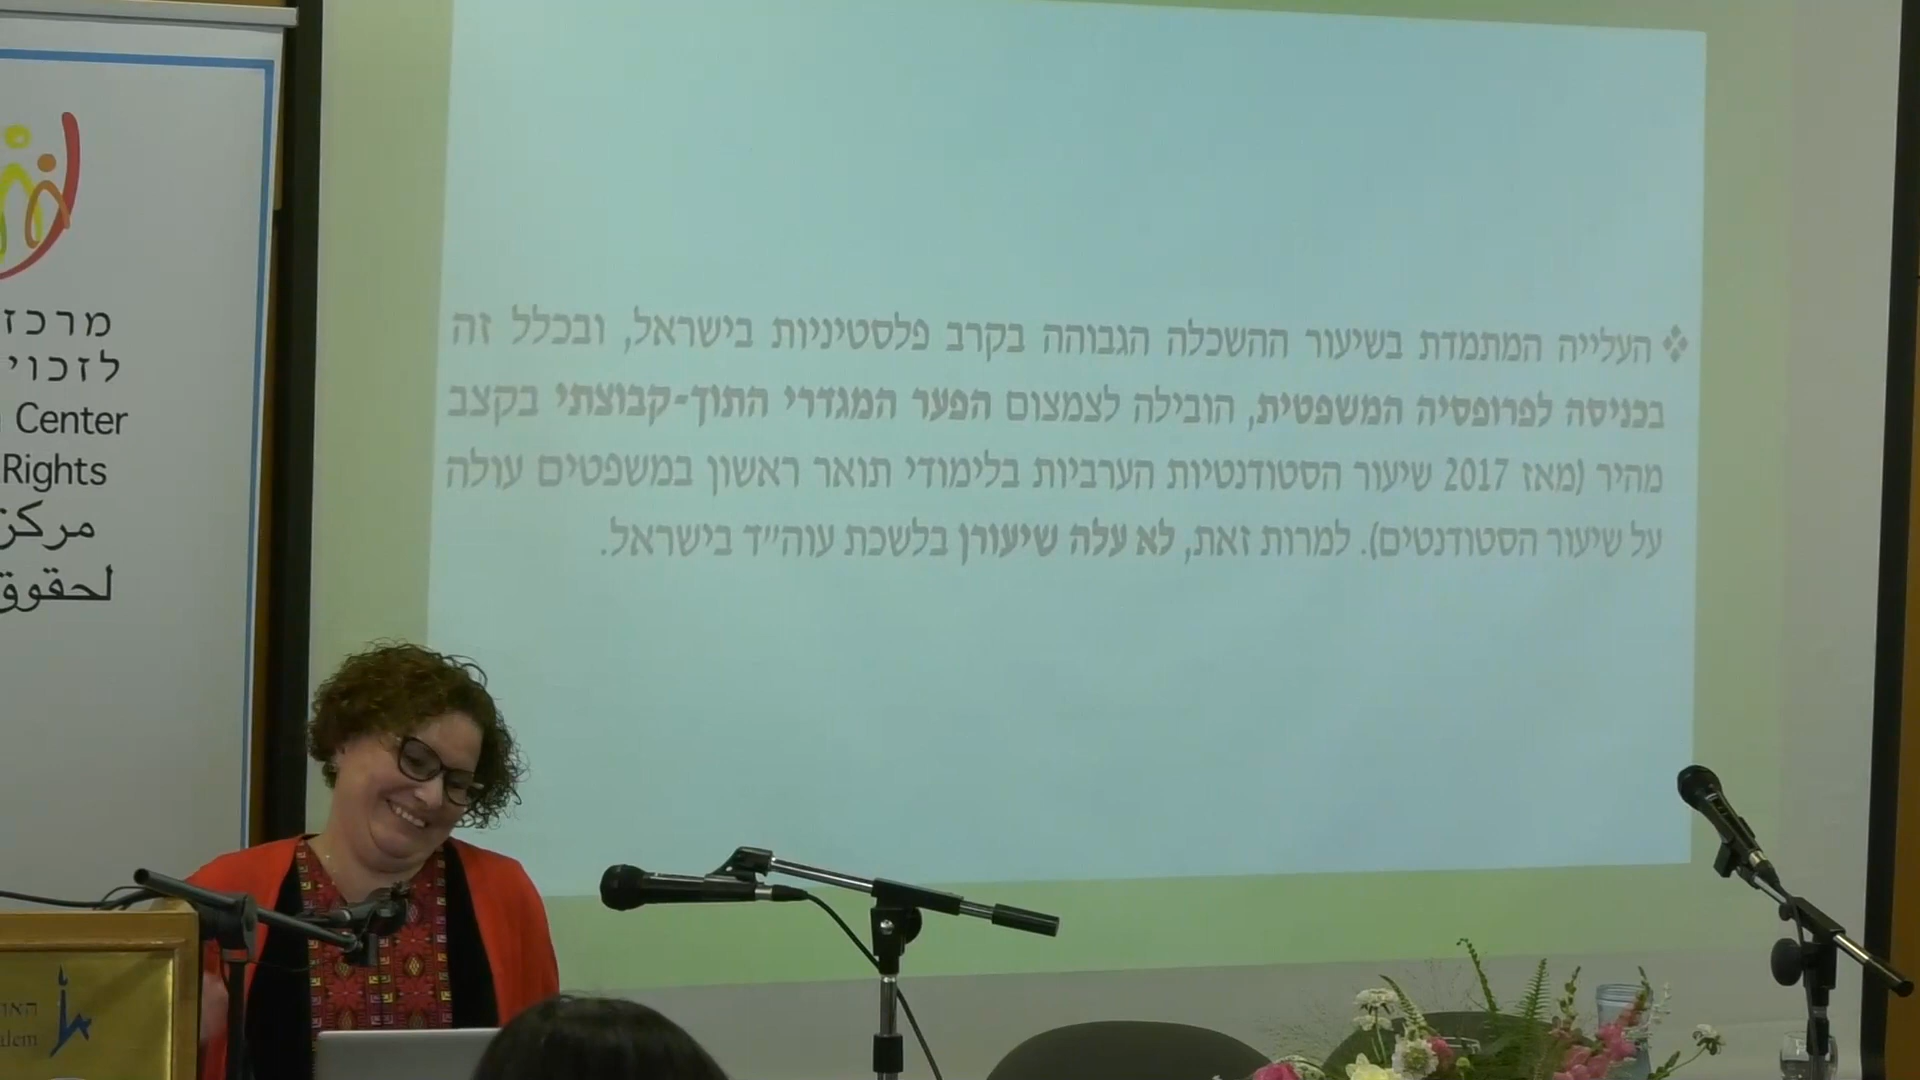 העלייה המתמדת בשיעור ההשכלה הגבוהה בקרב פלסטיניות בישראל, ובכלל זה
בכניסה לפרופסיה המשפטית, הובילה לצמצום הפער המגדרי התוך-קבוצתי בקצב
מהיר (מאז 2017 שיעור הסטודנטיות הערביות בלימודי תואר ראשון במשפטים עולה
על שיעור הסטודנטים). למרות זאת, לא עלה שיעורן בלשכת עוה״ד בישראל.
מרכז
לזכוי
Center
Rights
مركز
لحقوق
האונ
alem